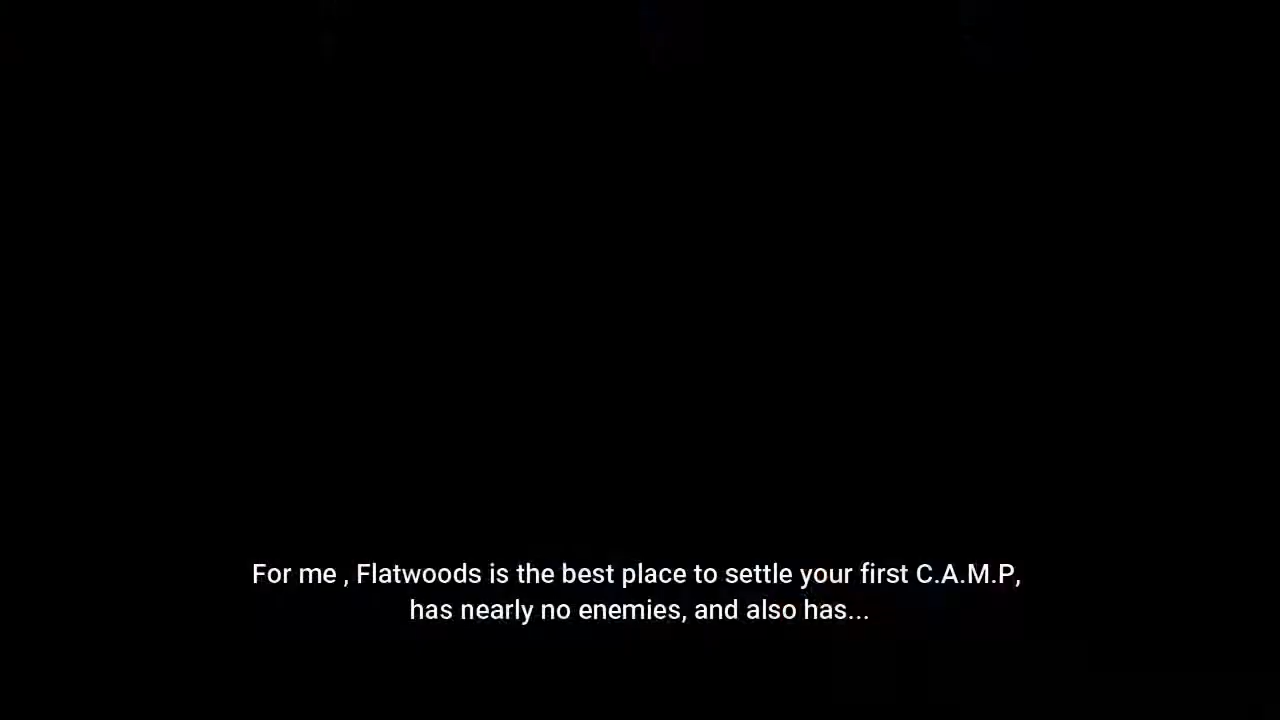 For me , Flatwoods is the best place to settle your first C.A.M.P,
has nearly no enemies, and also has...